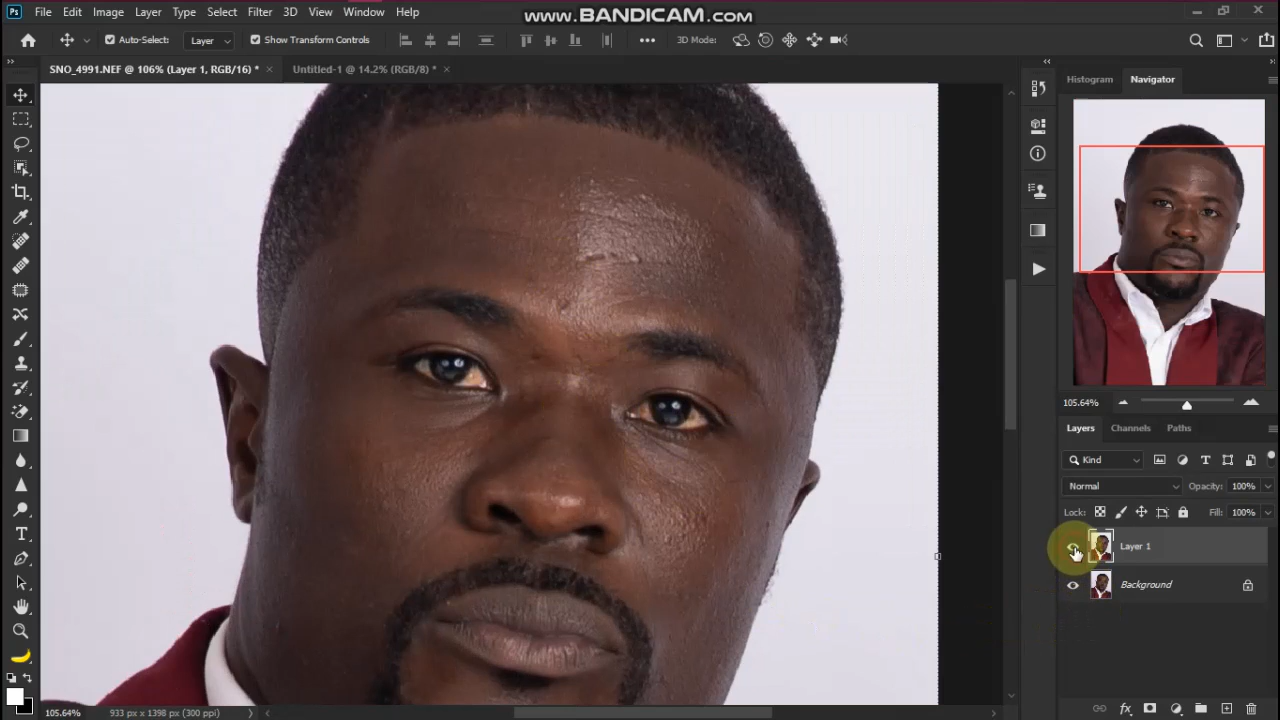 File Edit Image Layer Type Select Filter 3D View Window Help
www.BANDICAM.com
Auto-Select: Layer Show Transform Controls 3D Mode:
SNO_4991.NEF @ 106% (Layer 1, RGB/16) * Untitled-1 @ 14.2% (RGB/8) *
Histogram Navigator
105.64%
Layers Channels Paths
Kind
Normal Opacity: 100%
Lock: Fill: 100%
Layer 1
Background
105.64% 933 px x 1398 px (300 ppi)